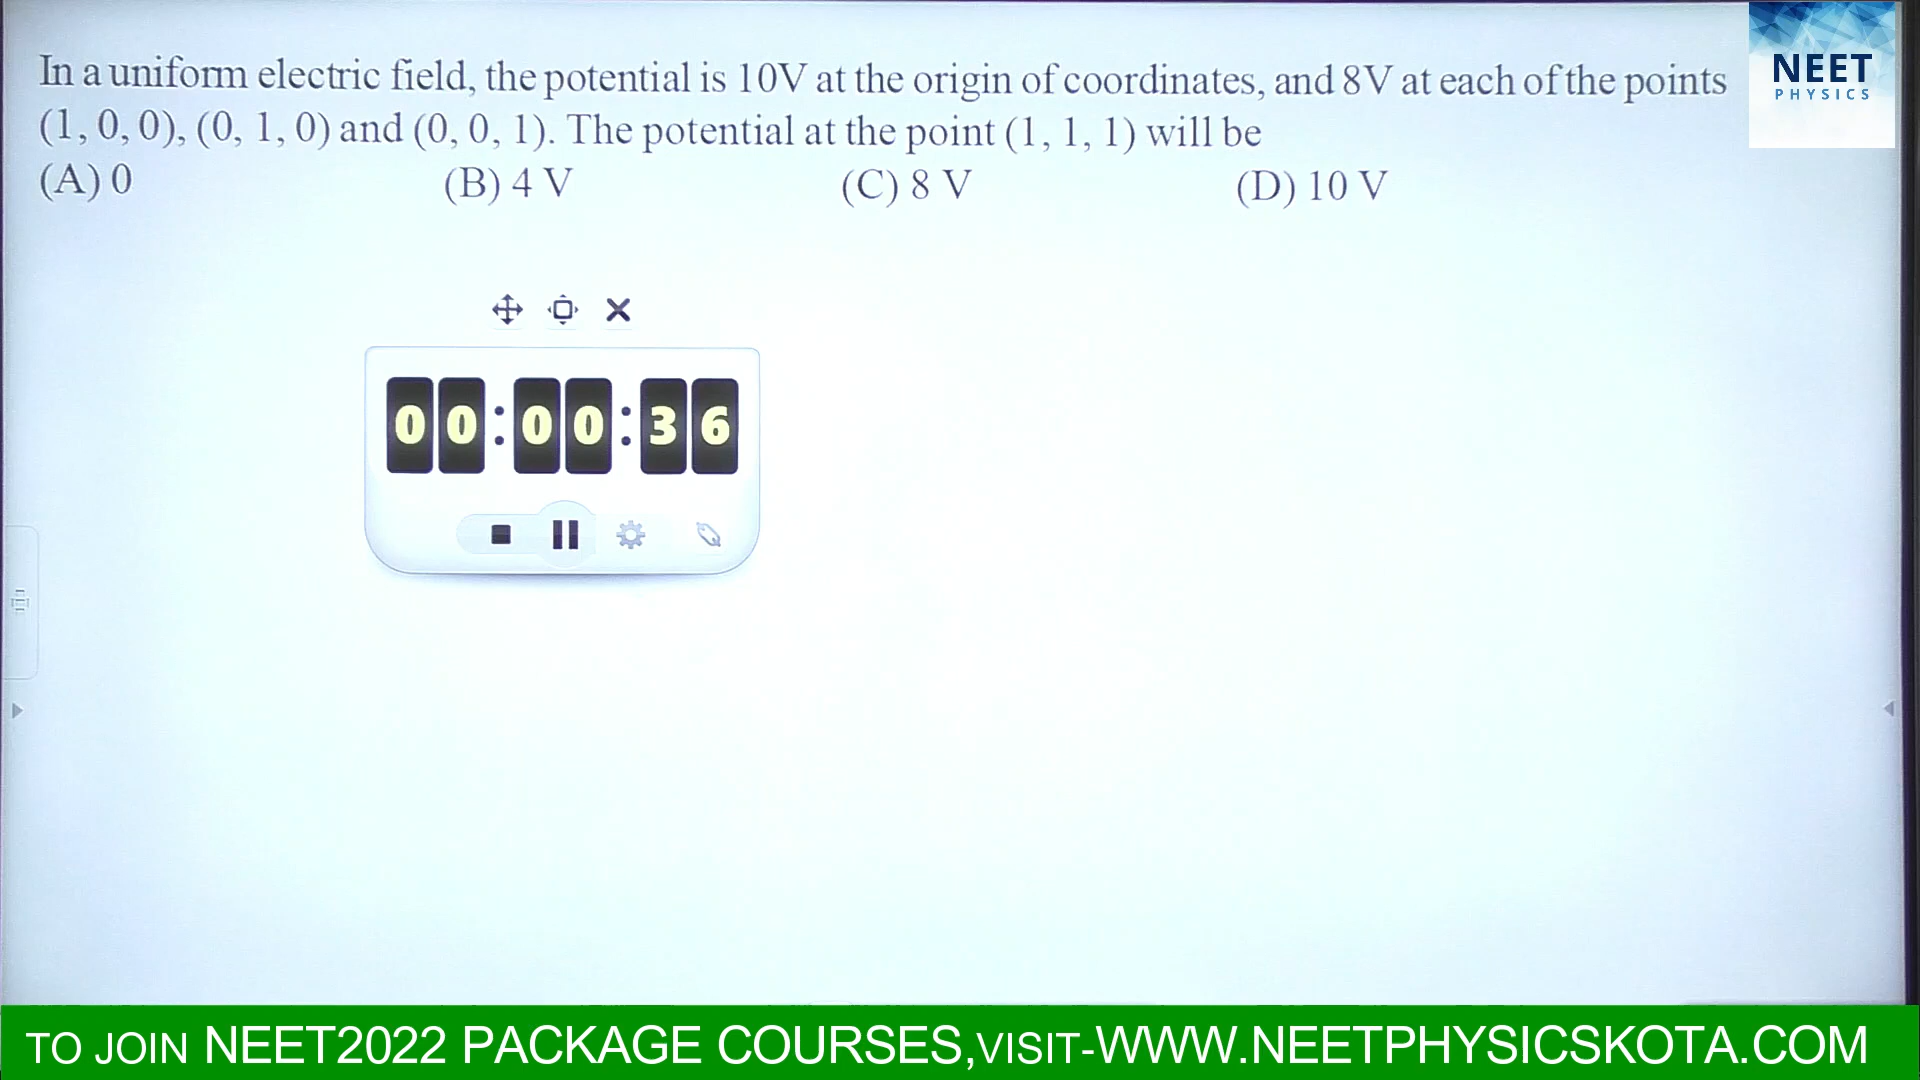 In a uniform electric field, the potential is 10V at the origin of coordinates, and 8V at each of the points
(1, 0, 0), (0, 1, 0) and (0, 0, 1). The potential at the point (1, 1, 1) will be
(A) 0 (B) 4 V (C) 8 V (D) 10 V
NEET
PHYSICS
00:00:36
TO JOIN NEET2022 PACKAGE COURSES,VISIT-WWW.NEETPHYSICSKOTA.COM